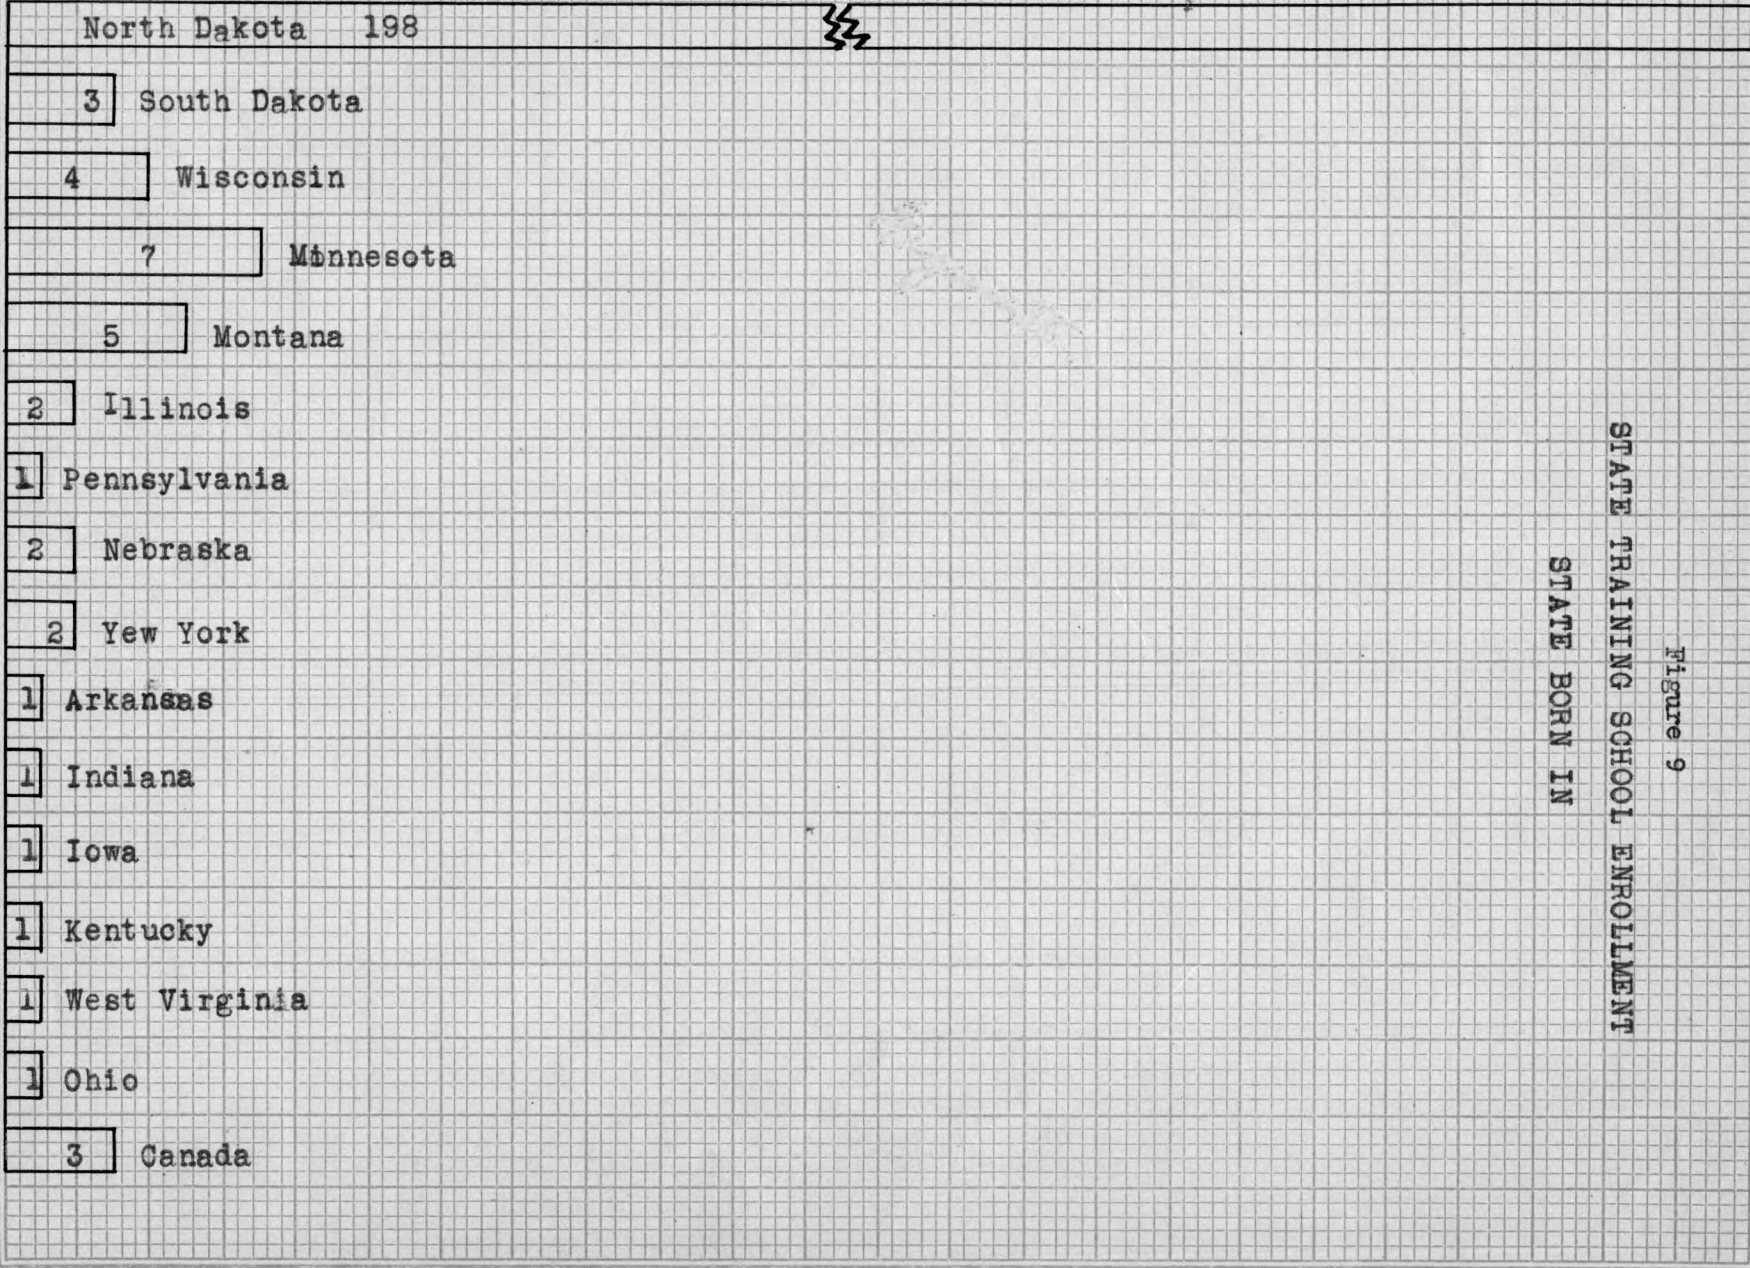 North Dakota 198
3 South Dakota
4 Wisconsin
7 Minnesota
5 Montana
2 Illinois
1 Pennsylvania
2 Nebraska
2 Yew York
1 Arkansas
1 Indiana
1 Iowa
1 Kentucky
1 West Virginia
1 Ohio
3 Canada
Figure 9
STATE TRAINING SCHOOL ENROLLMENT
STATE BORN IN